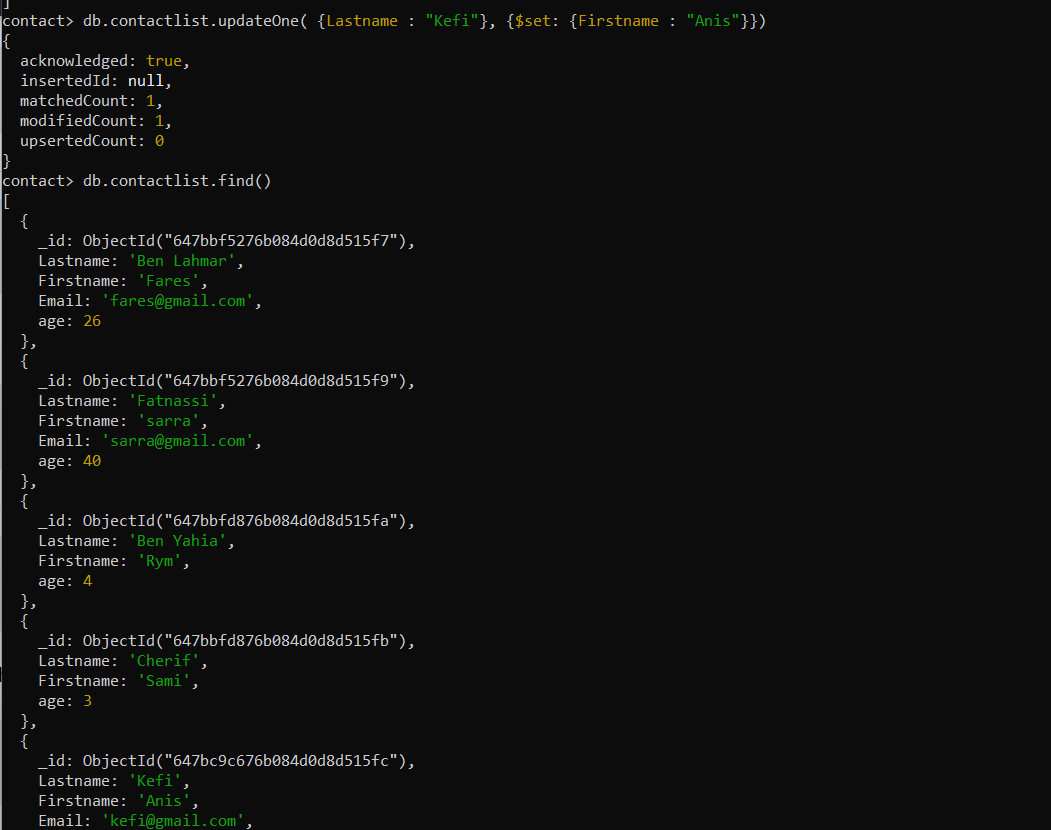 ]
contact> db.contactlist.updateOne( {Lastname : "Kefi"}, {$set: {Firstname : "Anis"}})
{
  acknowledged: true,
  insertedId: null,
  matchedCount: 1,
  modifiedCount: 1,
  upsertedCount: 0
}
contact> db.contactlist.find()
[
  {
    _id: ObjectId("647bbf5276b084d0d8d515f7"),
    Lastname: 'Ben Lahmar',
    Firstname: 'Fares',
    Email: 'fares@gmail.com',
    age: 26
  },
  {
    _id: ObjectId("647bbf5276b084d0d8d515f9"),
    Lastname: 'Fatnassi',
    Firstname: 'sarra',
    Email: 'sarra@gmail.com',
    age: 40
  },
  {
    _id: ObjectId("647bbfd876b084d0d8d515fa"),
    Lastname: 'Ben Yahia',
    Firstname: 'Rym',
    age: 4
  },
  {
    _id: ObjectId("647bbfd876b084d0d8d515fb"),
    Lastname: 'Cherif',
    Firstname: 'Sami',
    age: 3
  },
  {
    _id: ObjectId("647bc9c676b084d0d8d515fc"),
    Lastname: 'Kefi',
    Firstname: 'Anis',
    Email: 'kefi@gmail.com',